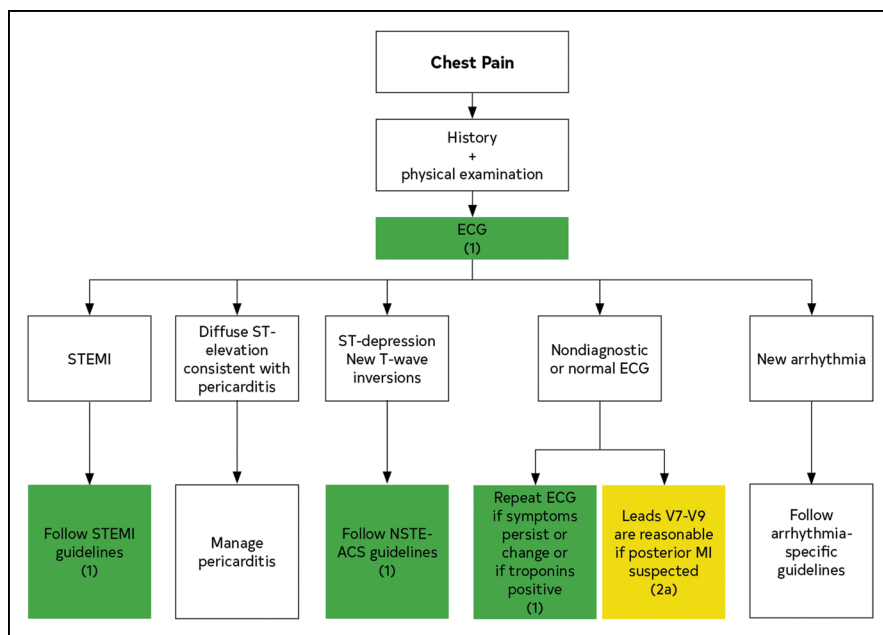 Chest Pain
History
+
physical examination
ECG
(1)
STEMI
Diffuse ST-
elevation
consistent with
pericarditis
ST-depression
New T-wave
inversions
Nondiagnostic
or normal ECG
New arrhythmia
Follow STEMI
guidelines
(1)
Manage
pericarditis
Follow NSTE-
ACS guidelines
(1)
Repeat ECG
if symptoms
persist or
change or
if troponins
positive
(1)
Leads V7-V9
are reasonable
if posterior MI
suspected
(2a)
Follow
arrhythmia-
specific
guidelines